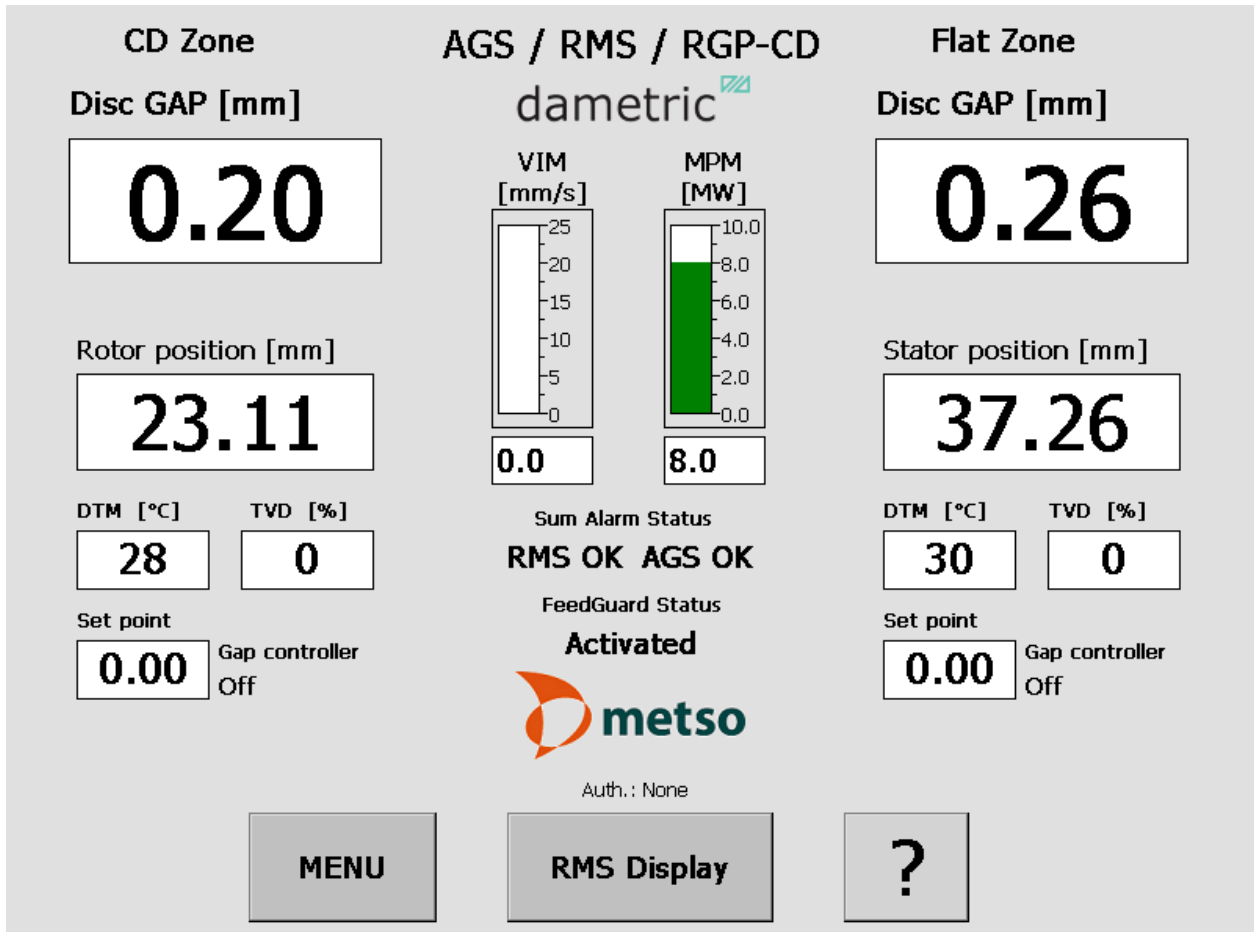 CD Zone
AGS / RMS / RGP-CD
Flat Zone
Disc GAP [mm]
dametric
Disc GAP [mm]
0.20
VIM
[mm/s]
25
20
15
10
5
0
0.0
MPM
[MW]
10.0
8.0
6.0
4.0
2.0
0.0
8.0
0.26
Rotor position [mm]
23.11
Stator position [mm]
37.26
DTM [°C] TVD [%]
28 0
Sum Alarm Status
RMS OK AGS OK
DTM [°C] TVD [%]
30 0
FeedGuard Status
Activated
Set point
0.00
Gap controller
Off
Set point
0.00
Gap controller
Off
metso
Auth.: None
MENU
RMS Display
?